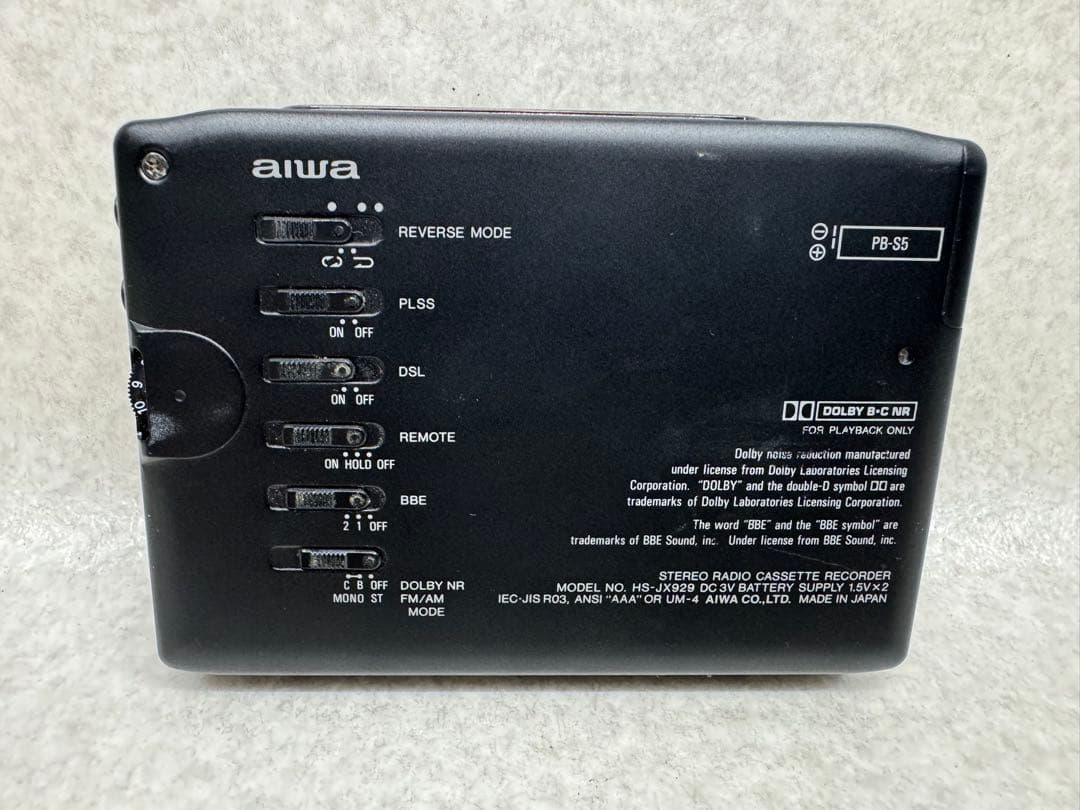 aiwa
REVERSE MODE
PLSS
ON OFF
DSL
ON OFF
REMOTE
ON HOLD OFF
BBE
2 1 OFF
C B OFF DOLBY NR
MONO ST FM/AM
MODE
10 9
⊖
⊕ PB-S5
DOLBY B•C NR
FOR PLAYBACK ONLY
Dolby noise reduction manufactured
under license from Dolby Laboratories Licensing
Corporation. "DOLBY" and the double-D symbol are
trademarks of Dolby Laboratories Licensing Corporation.
The word "BBE" and the "BBE symbol" are
trademarks of BBE Sound, inc. Under license from BBE Sound, inc.
STEREO RADIO CASSETTE RECORDER
MODEL NO. HS-JX929 DC 3V BATTERY SUPPLY 1.5V×2
IEC•JIS R03, ANSI "AAA" OR UM-4 AIWA CO.,LTD. MADE IN JAPAN